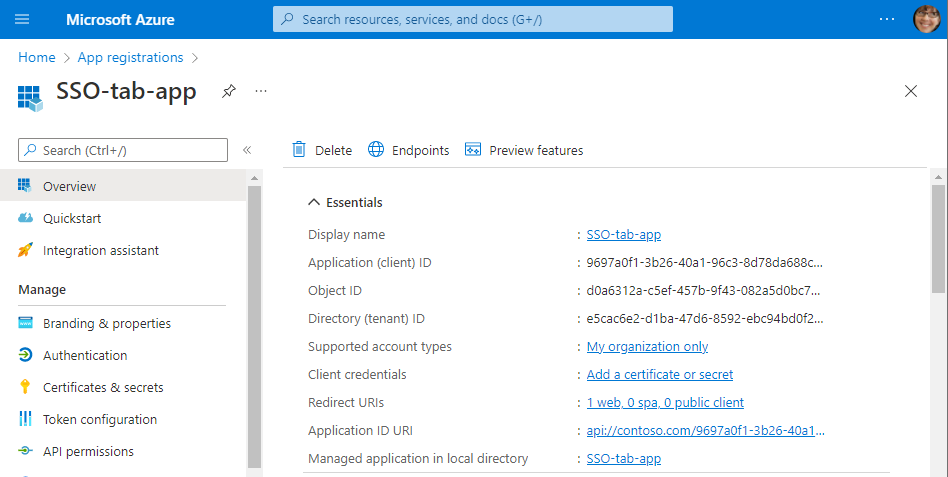 Microsoft Azure
Search resources, services, and docs (G+/)
...
Home > App registrations >
SSO-tab-app
...
Search (Ctrl+/)
«
Delete
Endpoints
Preview features
Overview
Quickstart
Integration assistant
Manage
Branding & properties
Authentication
Certificates & secrets
Token configuration
API permissions
Essentials
Display name : SSO-tab-app
Application (client) ID : 9697a0f1-3b26-40a1-96c3-8d78da688c...
Object ID : d0a6312a-c5ef-457b-9f43-082a5d0bc7...
Directory (tenant) ID : e5cac6e2-d1ba-47d6-8592-ebc94bd0f2...
Supported account types : My organization only
Client credentials : Add a certificate or secret
Redirect URIs : 1 web, 0 spa, 0 public client
Application ID URI : api://contoso.com/9697a0f1-3b26-40a1...
Managed application in local directory : SSO-tab-app